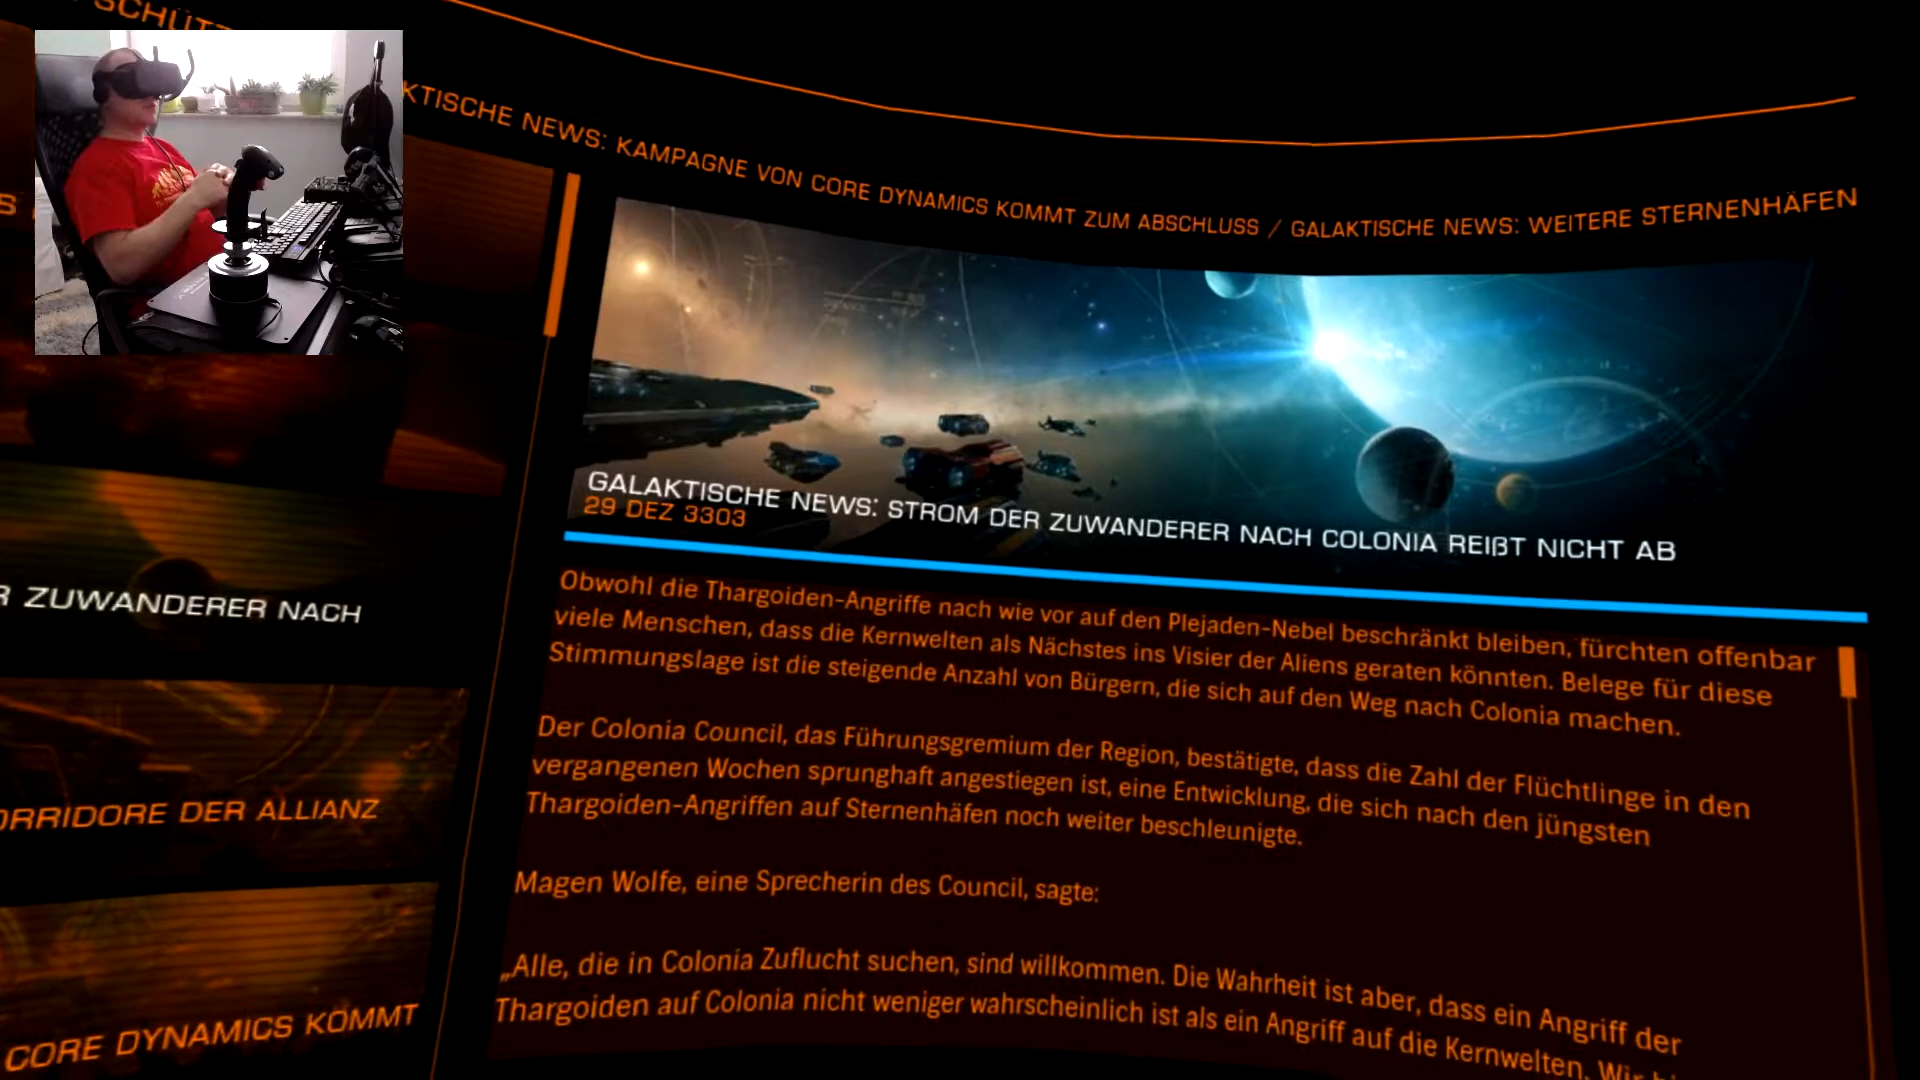 SCHÜTZ
KTISCHE NEWS: KAMPAGNE VON CORE DYNAMICS KOMMT ZUM ABSCHLUSS / GALAKTISCHE NEWS: WEITERE STERNENHÄFEN
S
GALAKTISCHE NEWS: STROM DER ZUWANDERER NACH COLONIA REIẞT NICHT AB
29 DEZ 3303
Obwohl die Thargoiden-Angriffe nach wie vor auf den Plejaden-Nebel beschränkt bleiben, fürchten offenbar
viele Menschen, dass die Kernwelten als Nächstes ins Visier der Aliens geraten könnten. Belege für diese
Stimmungslage ist die steigende Anzahl von Bürgern, die sich auf den Weg nach Colonia machen.
Der Colonia Council, das Führungsgremium der Region, bestätigte, dass die Zahl der Flüchtlinge in den
vergangenen Wochen sprunghaft angestiegen ist, eine Entwicklung, die sich nach den jüngsten
Thargoiden-Angriffen auf Sternenhäfen noch weiter beschleunigte.
Magen Wolfe, eine Sprecherin des Council, sagte:
„Alle, die in Colonia Zuflucht suchen, sind willkommen. Die Wahrheit ist aber, dass ein Angriff der
Thargoiden auf Colonia nicht weniger wahrscheinlich ist als ein Angriff auf die Kernwelten. Wir
R ZUWANDERER NACH
ORRIDORE DER ALLIANZ
CORE DYNAMICS KOMMT